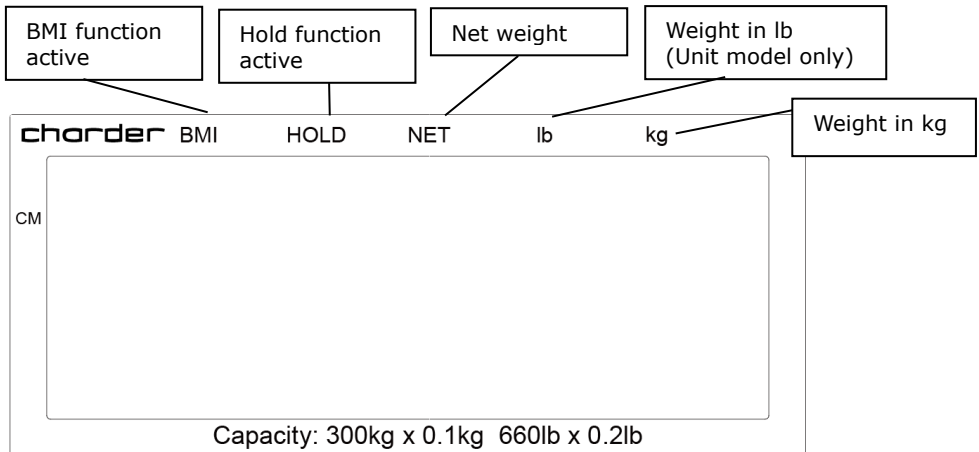 BMI function
active
Hold function
active
Net weight
Weight in lb
(Unit model only)
Weight in kg
charder BMI HOLD NET lb kg
CM
Capacity: 300kg x 0.1kg 660lb x 0.2lb